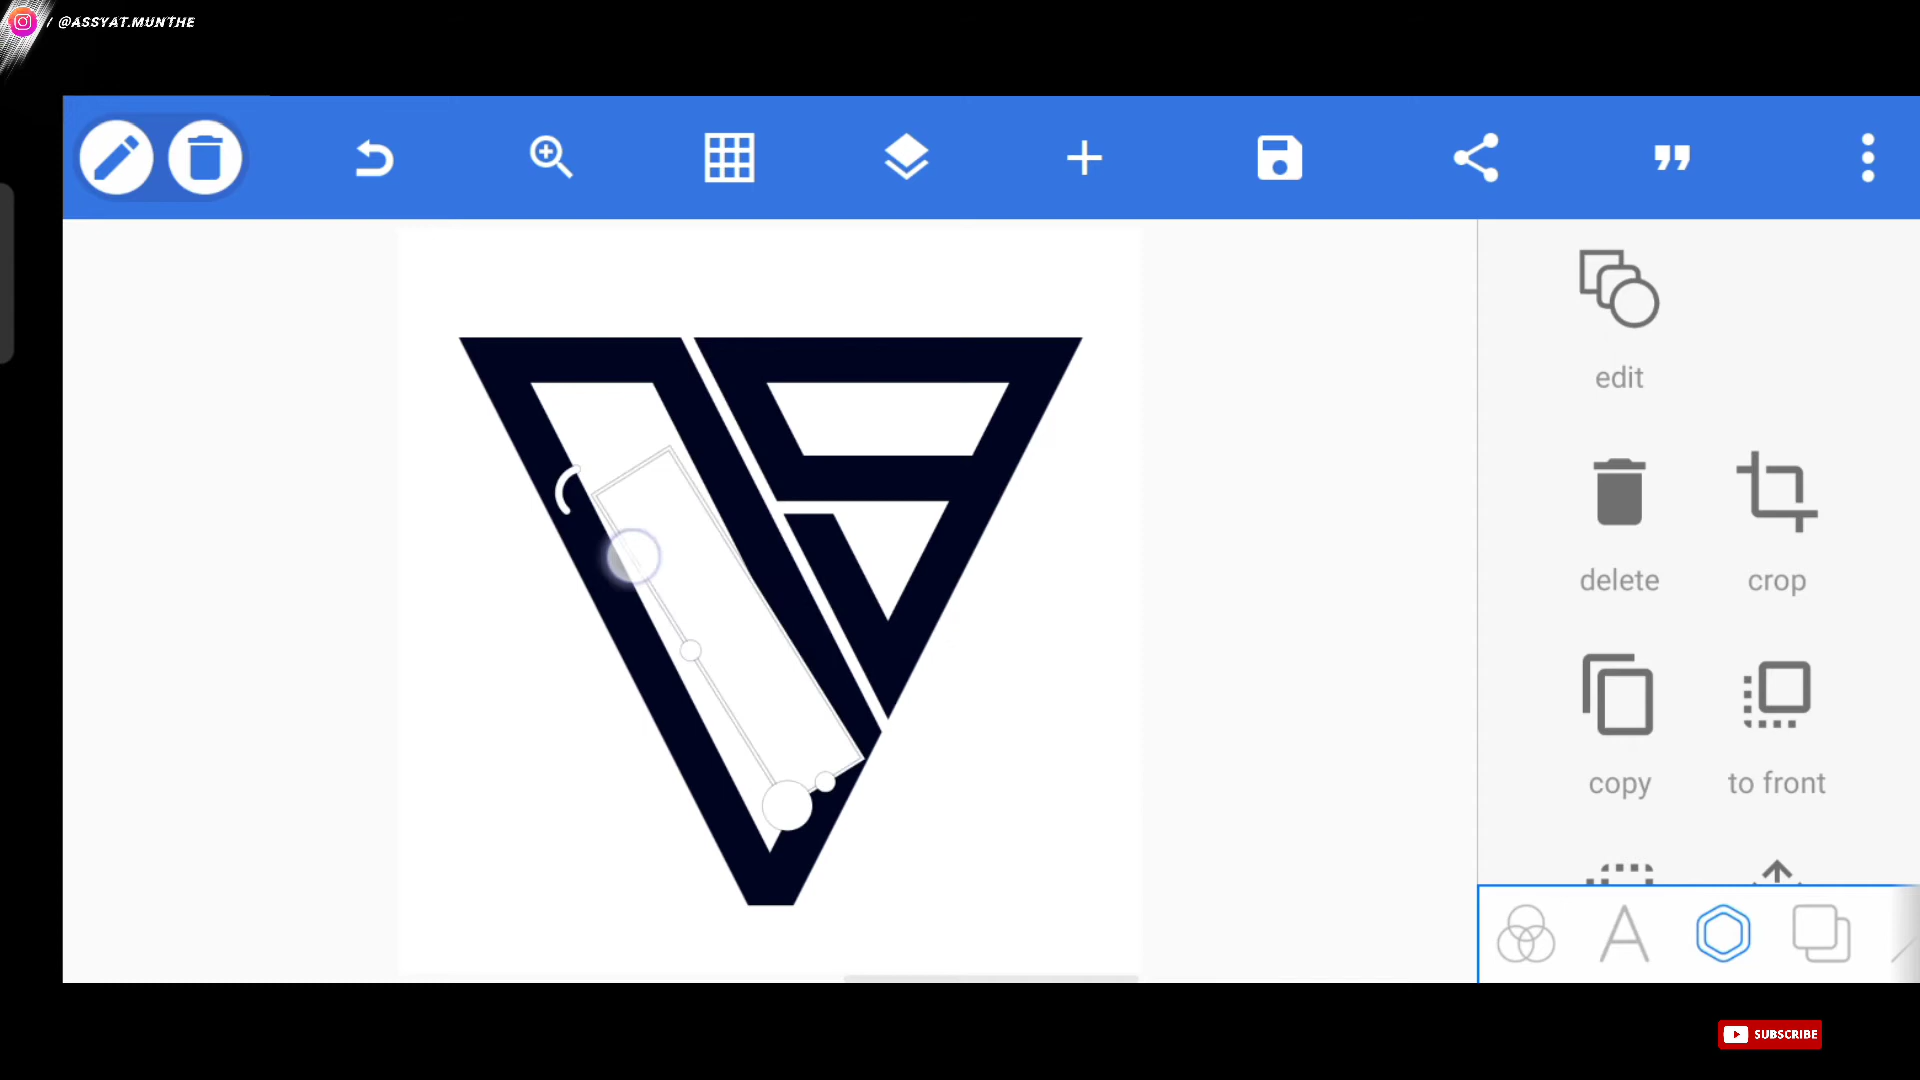 / @ASSYAT.MUNTHE
edit
delete
crop
copy
to front
SUBSCRIBE